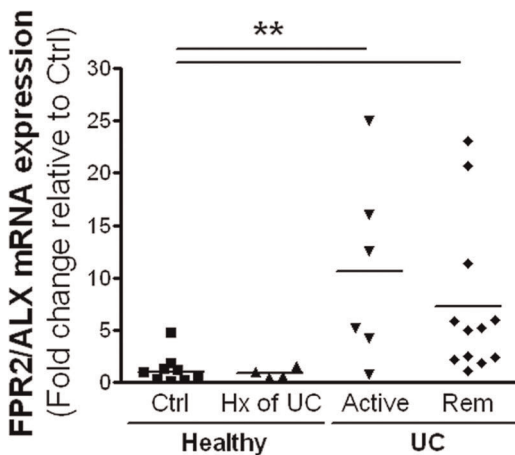 **
FPR2/ALX mRNA expression
(Fold change relative to Ctrl)
30
25
20
15
10
5
0
Ctrl Hx of UC Active Rem
Healthy UC